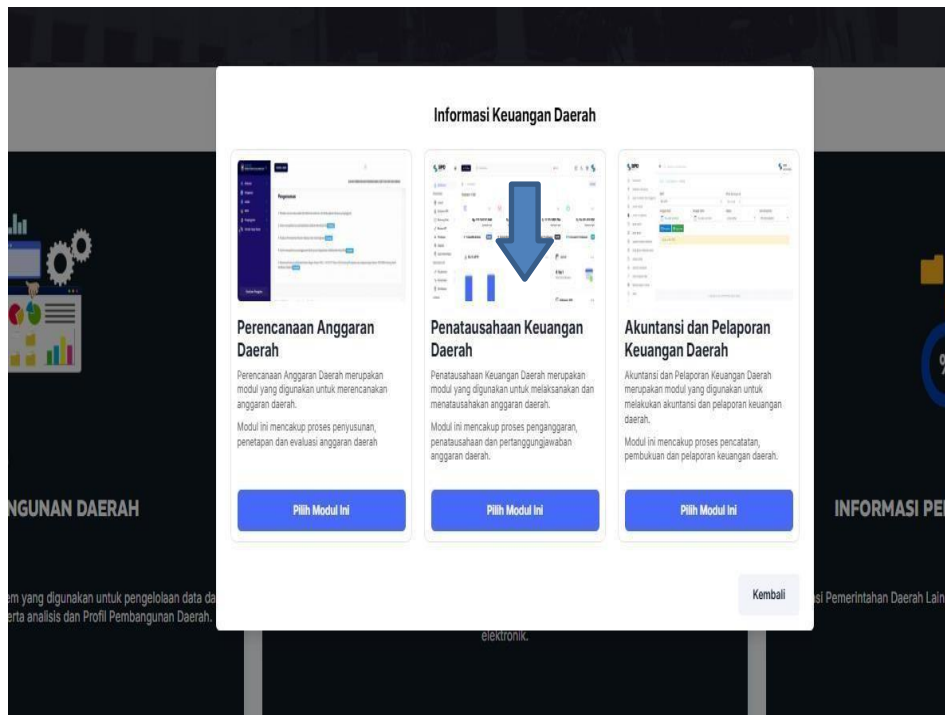 Informasi Keuangan Daerah
Perencanaan Anggaran
Daerah
Perencanaan Anggaran Daerah merupakan
modul yang digunakan untuk merencanakan
anggaran daerah.
Modul ini mencakup proses penyusunan,
penetapan dan evaluasi anggaran daerah
Pilih Modul Ini
Penatausahaan Keuangan
Daerah
Penatausahaan Keuangan Daerah merupakan
modul yang digunakan untuk melaksanakan dan
menatausahakan anggaran daerah.
Modul ini mencakup proses penganggaran,
penatausahaan dan pertanggungjawaban
anggaran daerah.
Pilih Modul Ini
Akuntansi dan Pelaporan
Keuangan Daerah
Akuntansi dan Pelaporan Keuangan Daerah
merupakan modul yang digunakan untuk
melakukan akuntansi dan pelaporan keuangan
daerah.
Modul ini mencakup proses pencatatan,
pembukuan dan pelaporan keuangan daerah.
Pilih Modul Ini
Kembali
NGUNAN DAERAH
em yang digunakan untuk pengelolaan data da
erta analisis dan Profil Pembangunan Daerah.
elektronik.
INFORMASI PE
si Pemerintahan Daerah Lain